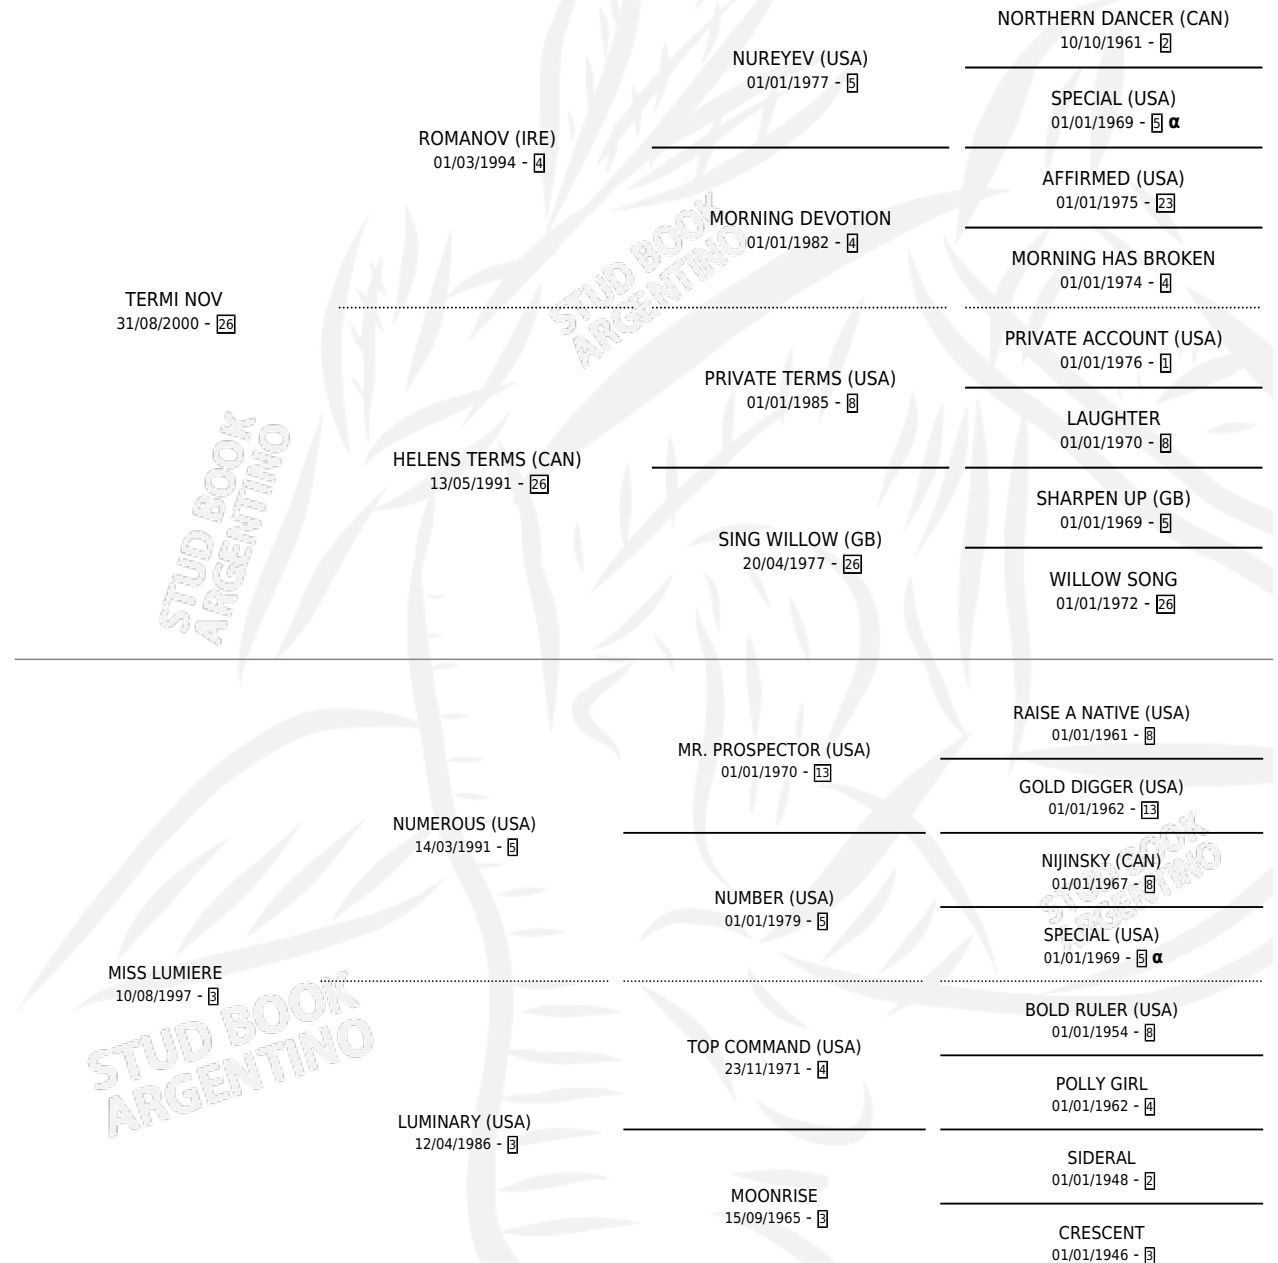 NORTHERN DANCER (CAN)
10/10/1961 - 2
NUREYEV (USA)
01/01/1977 - 5
SPECIAL (USA)
01/01/1969 - 5 α
ROMANOV (IRE)
01/03/1994 - 4
AFFIRMED (USA)
01/01/1975 - 23
MORNING DEVOTION
01/01/1982 - 4
MORNING HAS BROKEN
01/01/1974 - 4
TERMI NOV
31/08/2000 - 26
STUD BOOK
ARGENTINO
PRIVATE ACCOUNT (USA)
01/01/1976 - 1
PRIVATE TERMS (USA)
01/01/1985 - 8
LAUGHTER
01/01/1970 - 8
HELENS TERMS (CAN)
13/05/1991 - 26
STUD BOOK
ARGENTINO
SHARPEN UP (GB)
01/01/1969 - 5
SING WILLOW (GB)
20/04/1977 - 26
WILLOW SONG
01/01/1972 - 26
RAISE A NATIVE (USA)
01/01/1961 - 8
MR. PROSPECTOR (USA)
01/01/1970 - 13
GOLD DIGGER (USA)
01/01/1962 - 13
NUMEROUS (USA)
14/03/1991 - 5
NIJINSKY (CAN)
01/01/1967 - 8
STUD BOOK
ARGENTINO
NUMBER (USA)
01/01/1979 - 5
SPECIAL (USA)
01/01/1969 - 5 α
MISS LUMIERE
10/08/1997 - 3
STUD BOOK
ARGENTINO
BOLD RULER (USA)
01/01/1954 - 8
TOP COMMAND (USA)
23/11/1971 - 4
POLLY GIRL
01/01/1962 - 4
LUMINARY (USA)
12/04/1986 - 3
SIDERAL
01/01/1948 - 2
MOONRISE
15/09/1965 - 3
CRESCENT
01/01/1946 - 3